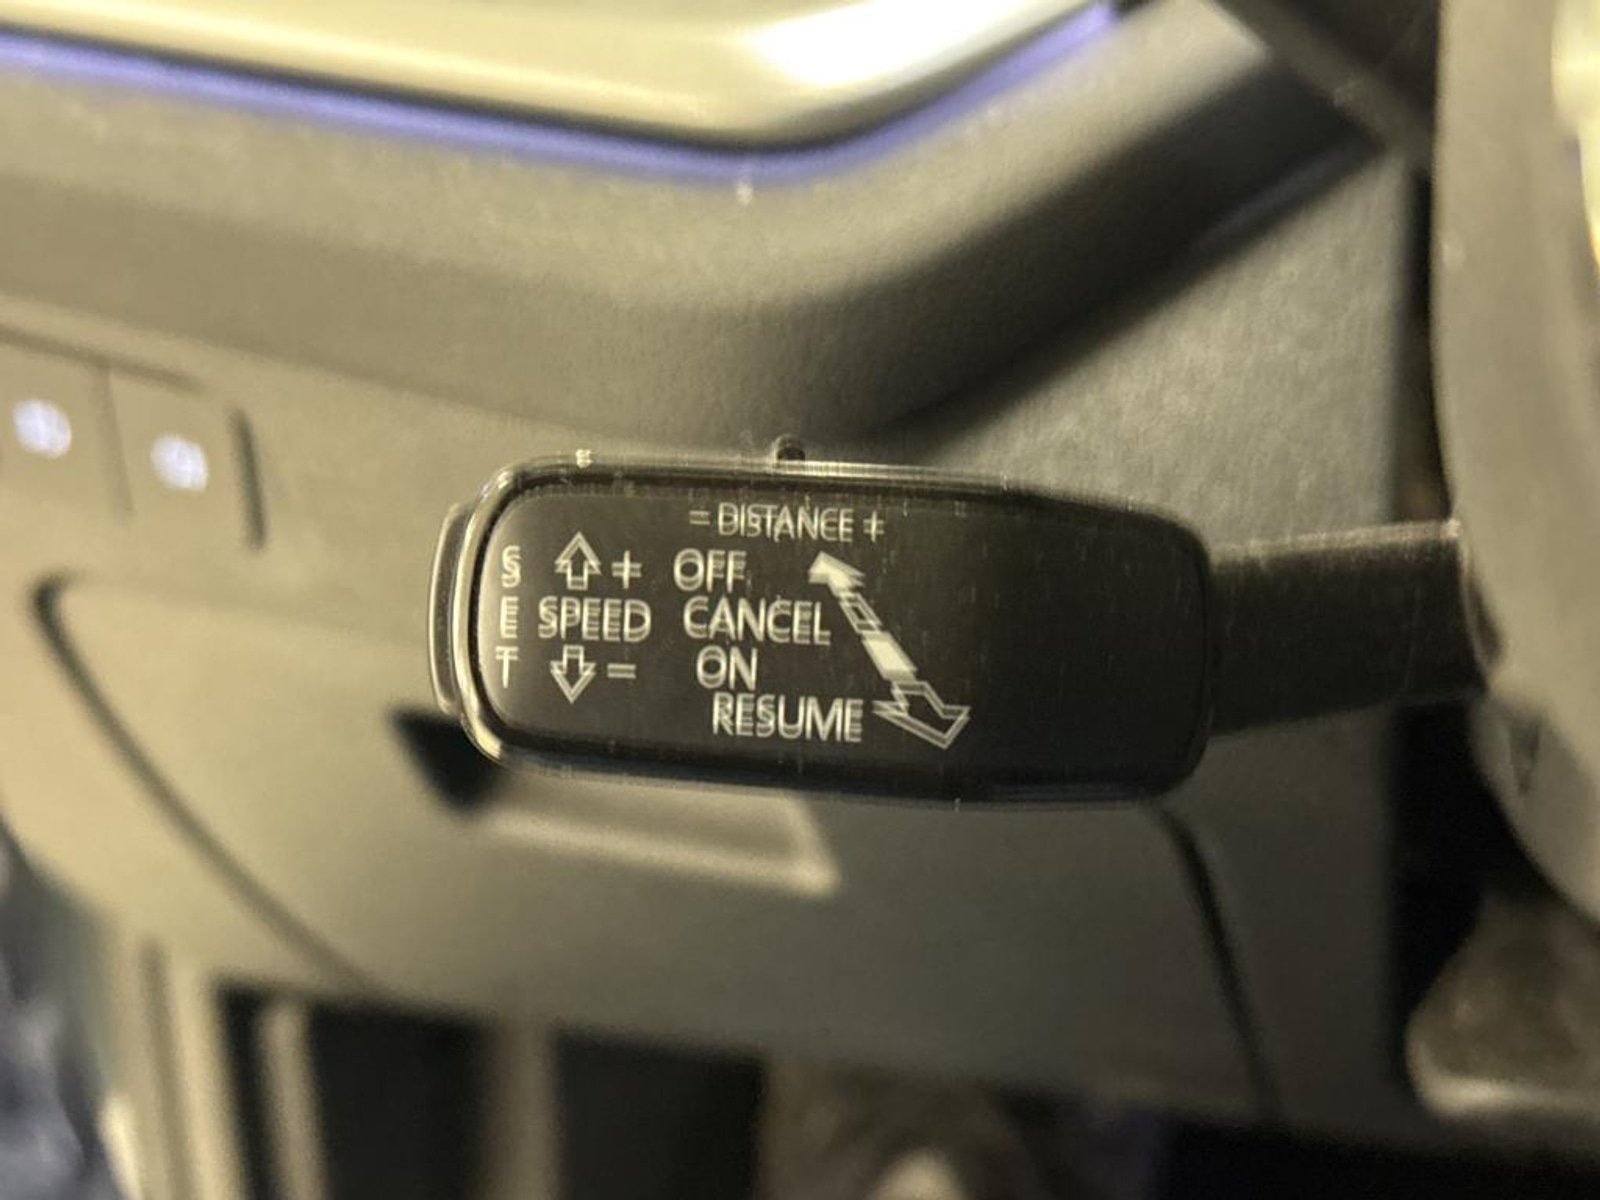 - DISTANCE +
S + OFF
E SPEED CANCEL
T - ON
RESUME